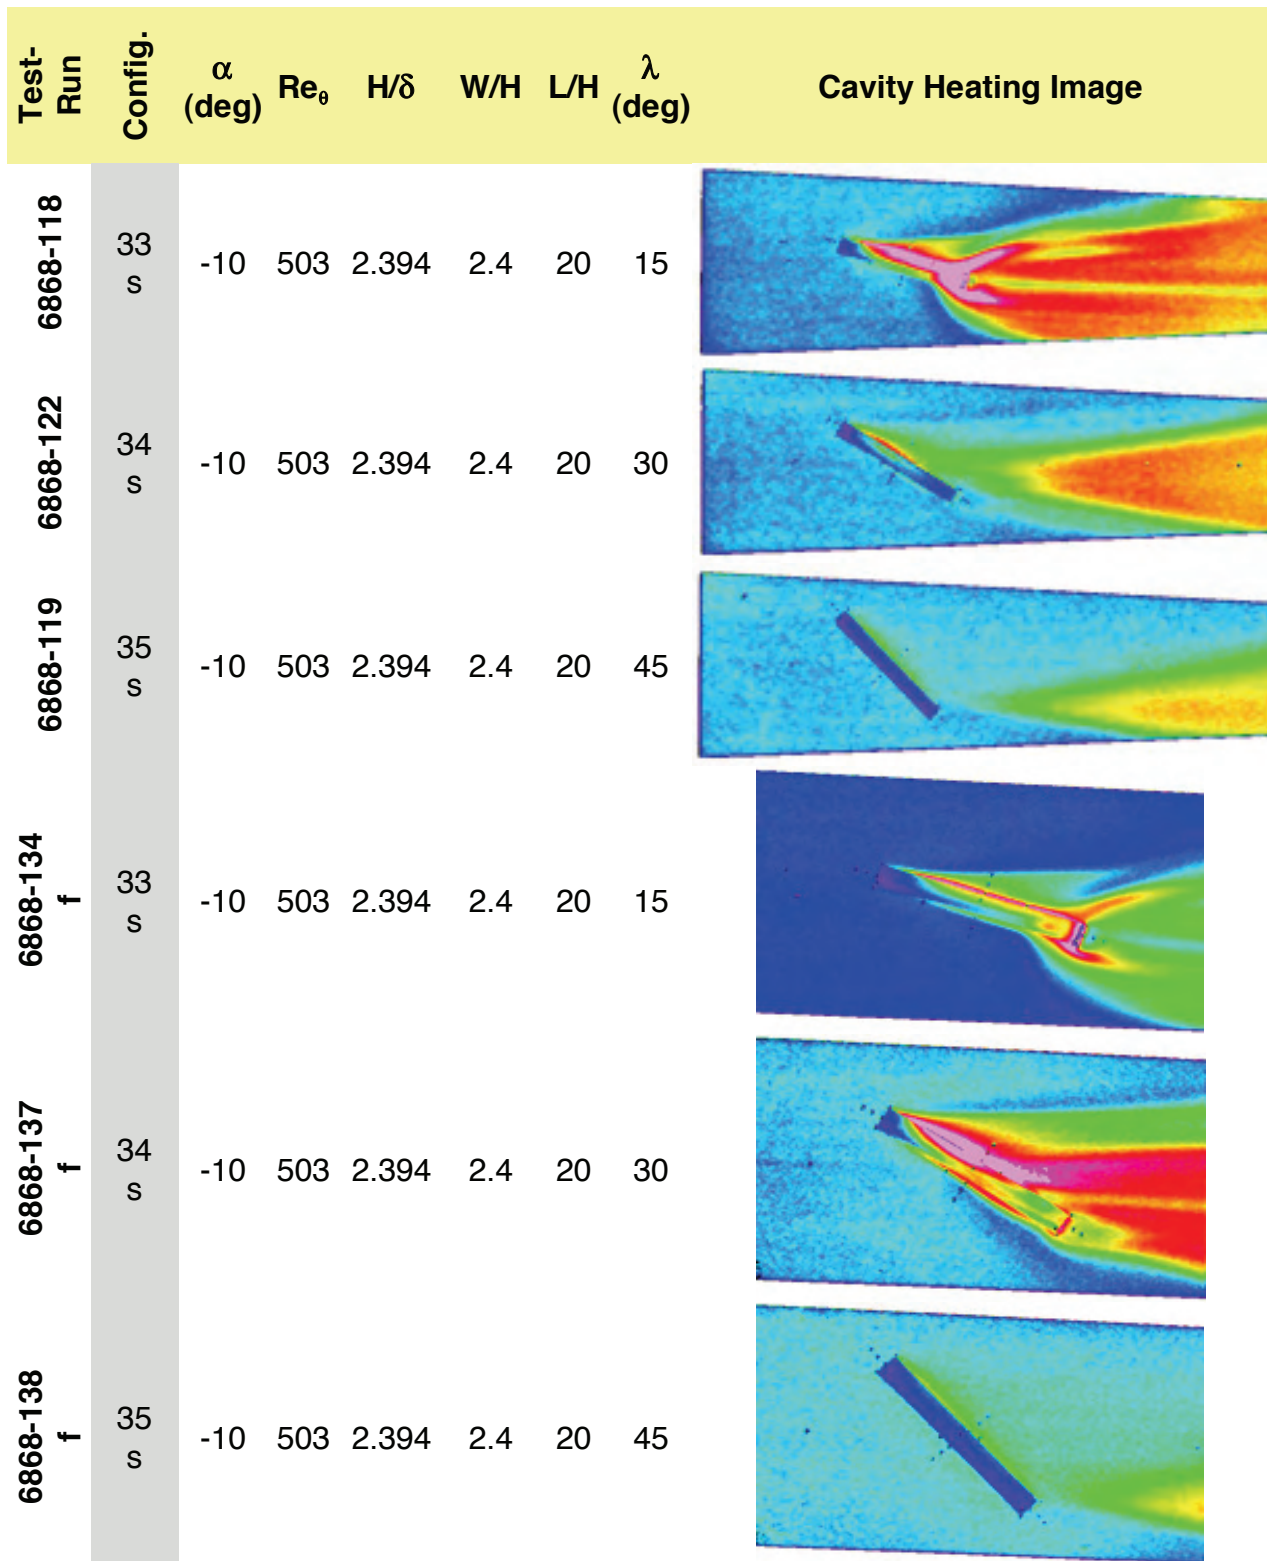 Test-Run Config. α (deg) Reθ H/δ W/H L/H λ (deg) Cavity Heating Image
6868-118 33 s -10 503 2.394 2.4 20 15
6868-122 34 s -10 503 2.394 2.4 20 30
6868-119 35 s -10 503 2.394 2.4 20 45
6868-134 f 33 s -10 503 2.394 2.4 20 15
6868-137 f 34 s -10 503 2.394 2.4 20 30
6868-138 f 35 s -10 503 2.394 2.4 20 45